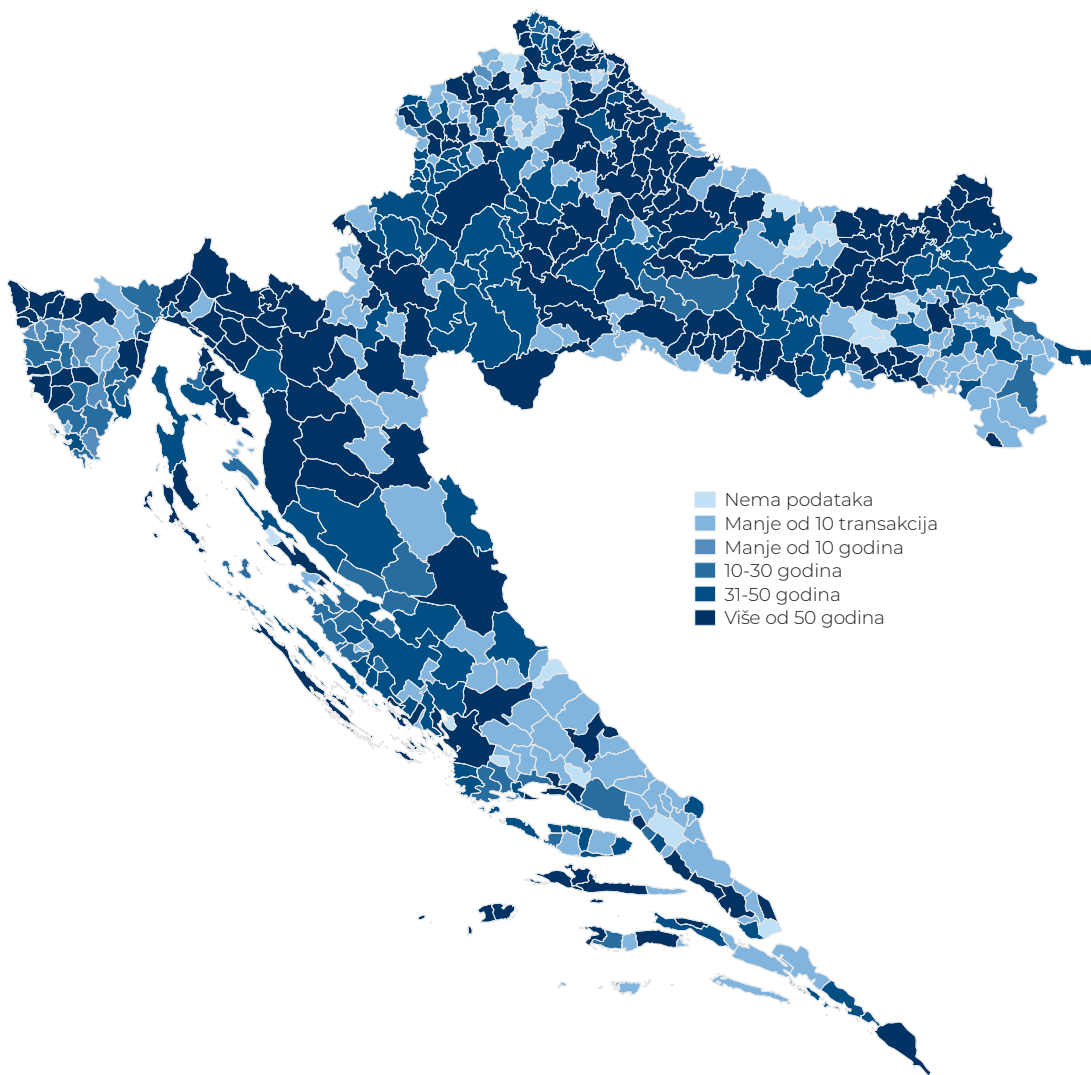 Nema podataka
Manje od 10 transakcija
Manje od 10 godina
10-30 godina
31-50 godina
Više od 50 godina